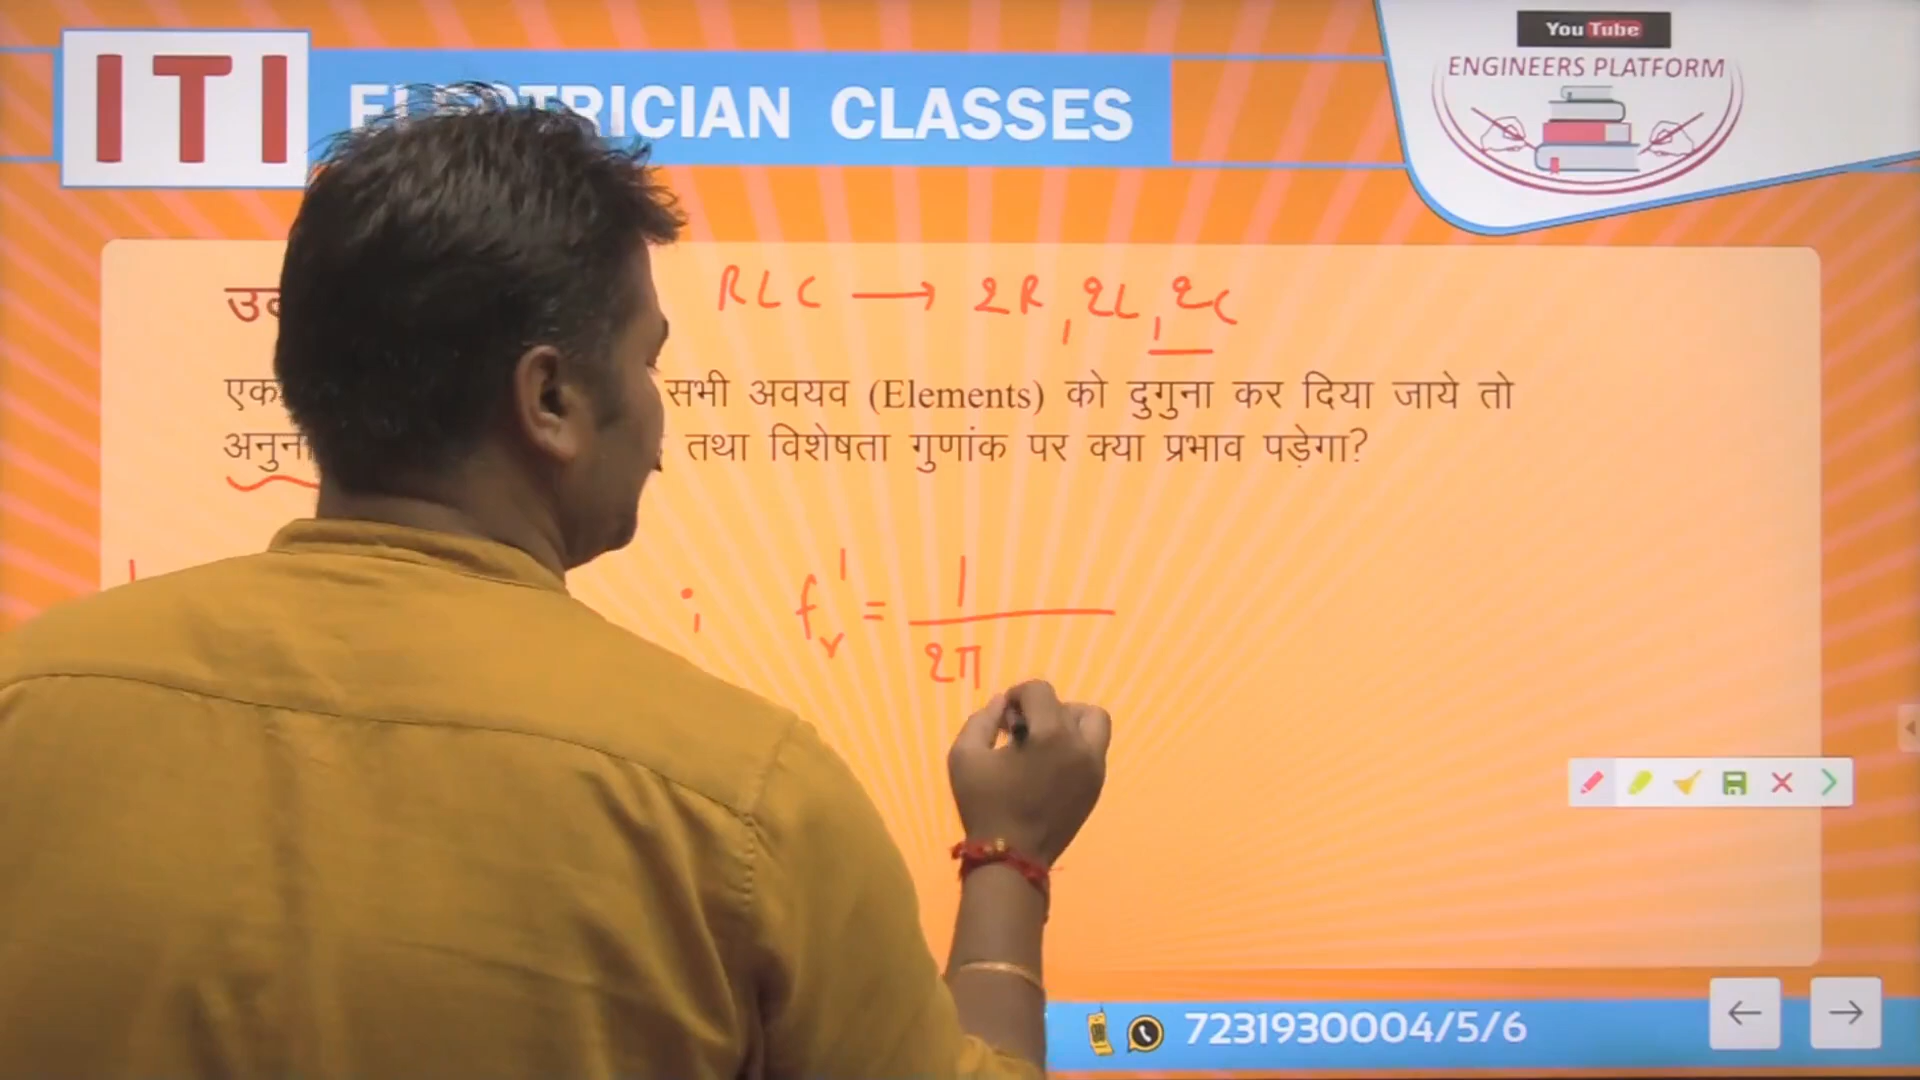 You Tube
ENGINEERS PLATFORM
ITI
CLASSES
RLC → 2R, 2L, 2C
सभी अवयव (Elements) को दुगुना कर दिया जाये तो
तथा विशेषता गुणांक पर क्या प्रभाव पड़ेगा?
; fr' = 1
2π
7231930004/5/6